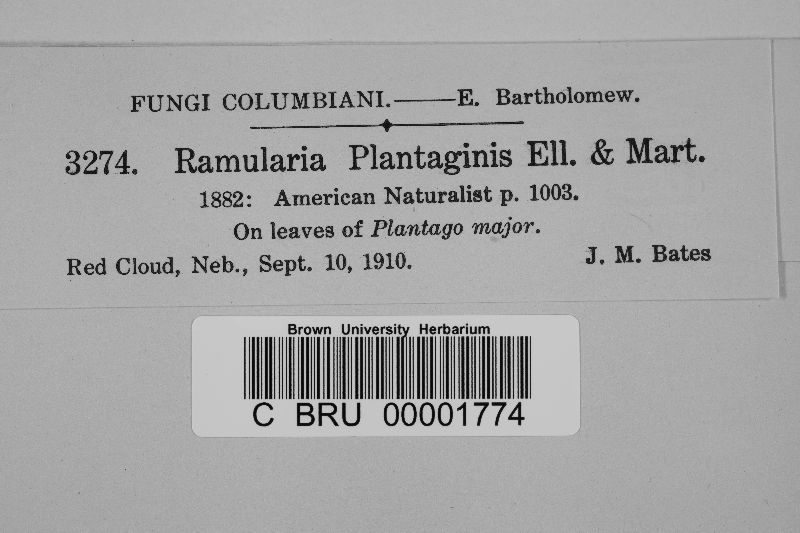 FUNGI COLUMBIANI.——E. Bartholomew.
3274. Ramularia Plantaginis Ell. & Mart.
1882: American Naturalist p. 1003.
On leaves of Plantago major.
Red Cloud, Neb., Sept. 10, 1910. J. M. Bates
Brown University Herbarium
C BRU 00001774